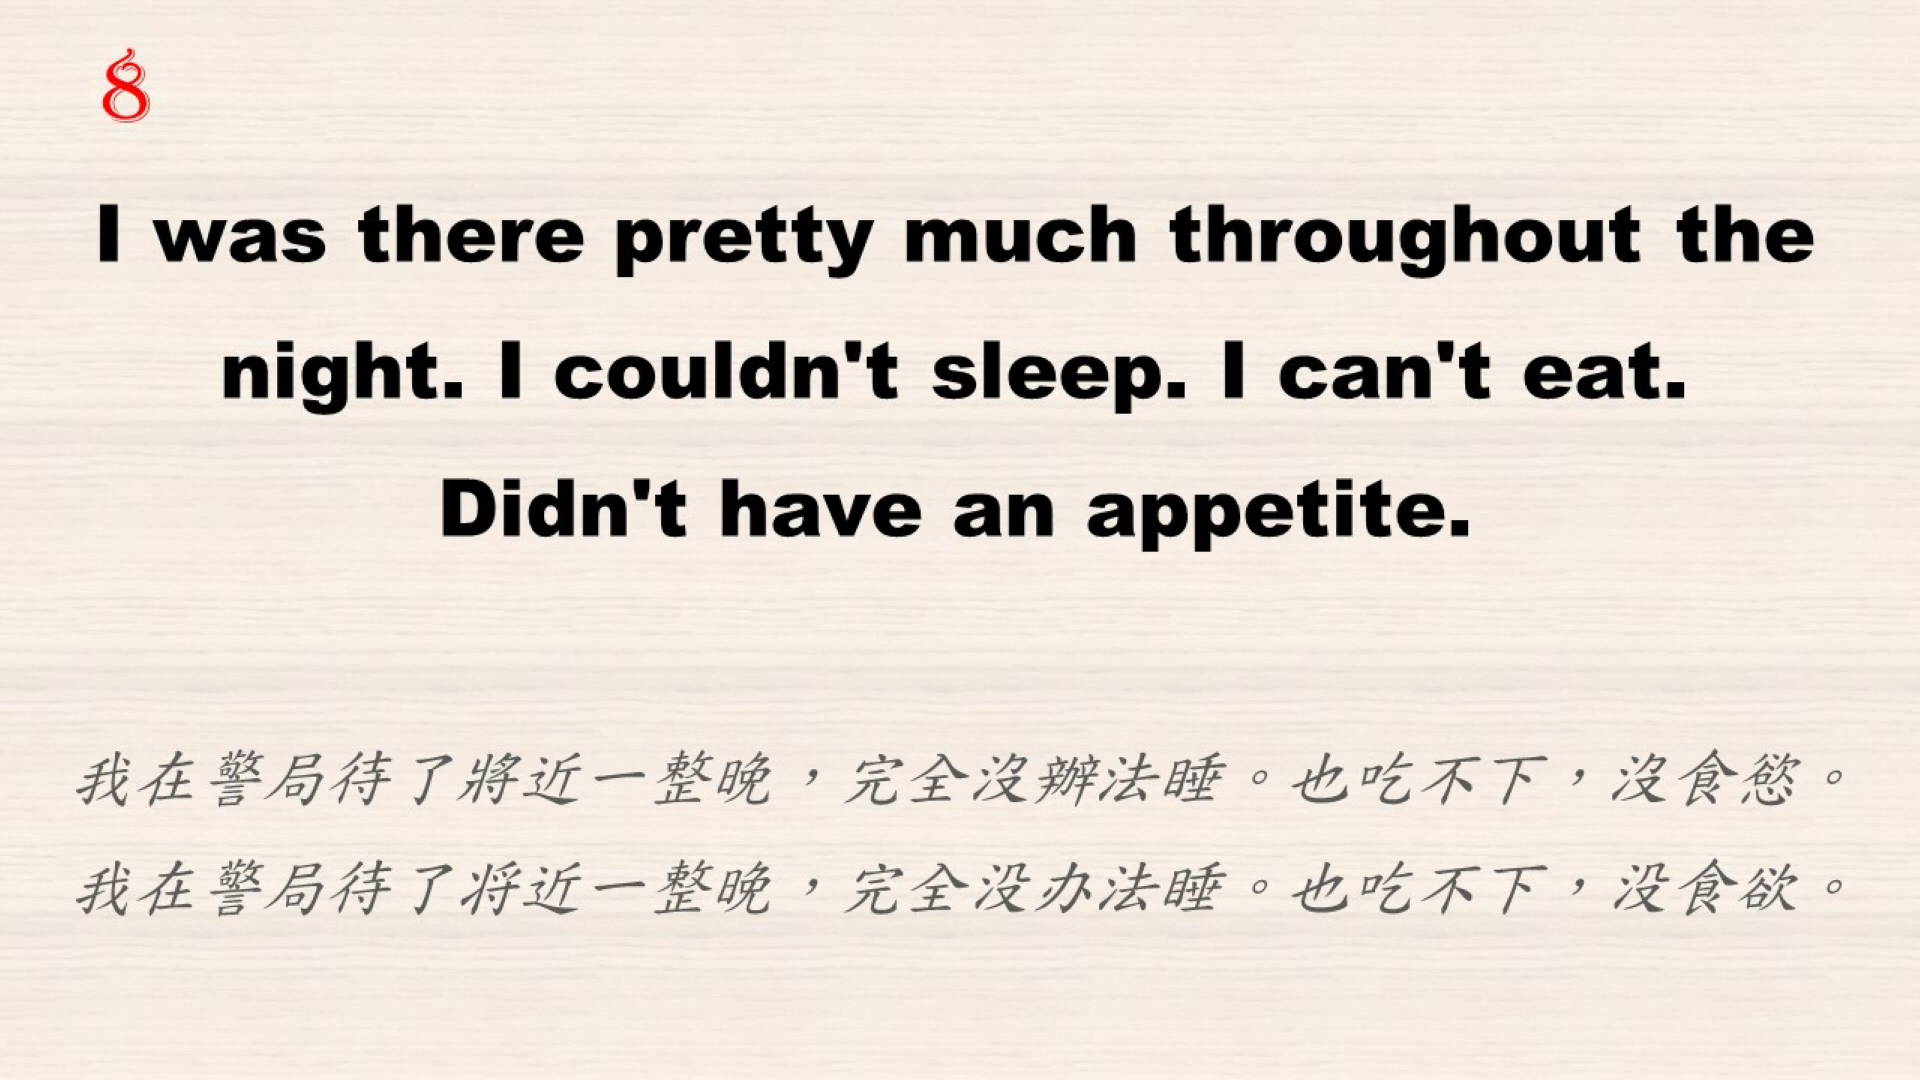 8
I was there pretty much throughout the
night. I couldn't sleep. I can't eat.
Didn't have an appetite.
我在警局待了將近一整晚，完全沒辦法睡。也吃不下，沒食慾。
我在警局待了将近一整晚，完全没办法睡。也吃不下，没食欲。